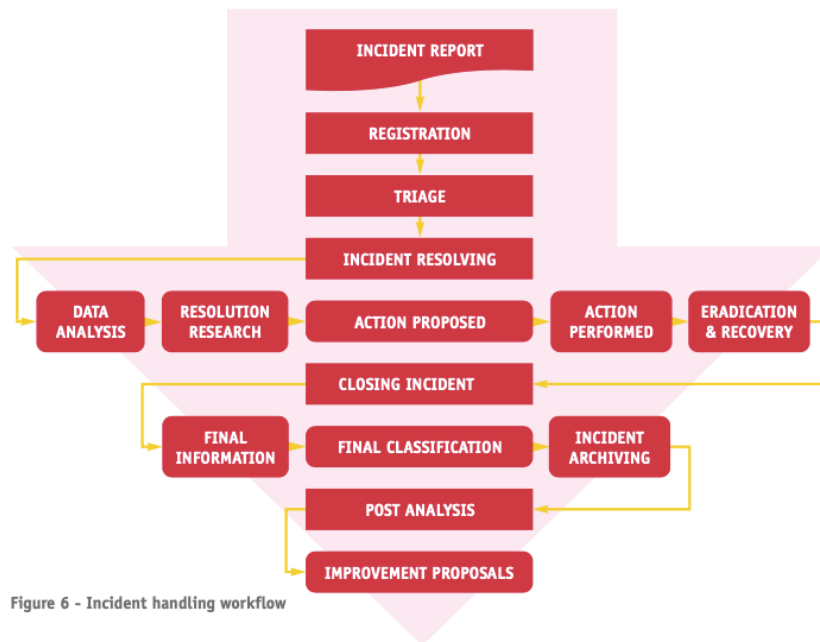 INCIDENT REPORT
REGISTRATION
TRIAGE
INCIDENT RESOLVING
DATA
ANALYSIS
RESOLUTION
RESEARCH
ACTION PROPOSED
ACTION
PERFORMED
ERADICATION
& RECOVERY
CLOSING INCIDENT
FINAL
INFORMATION
FINAL CLASSIFICATION
INCIDENT
ARCHIVING
POST ANALYSIS
IMPROVEMENT PROPOSALS
Figure 6 - Incident handling workflow